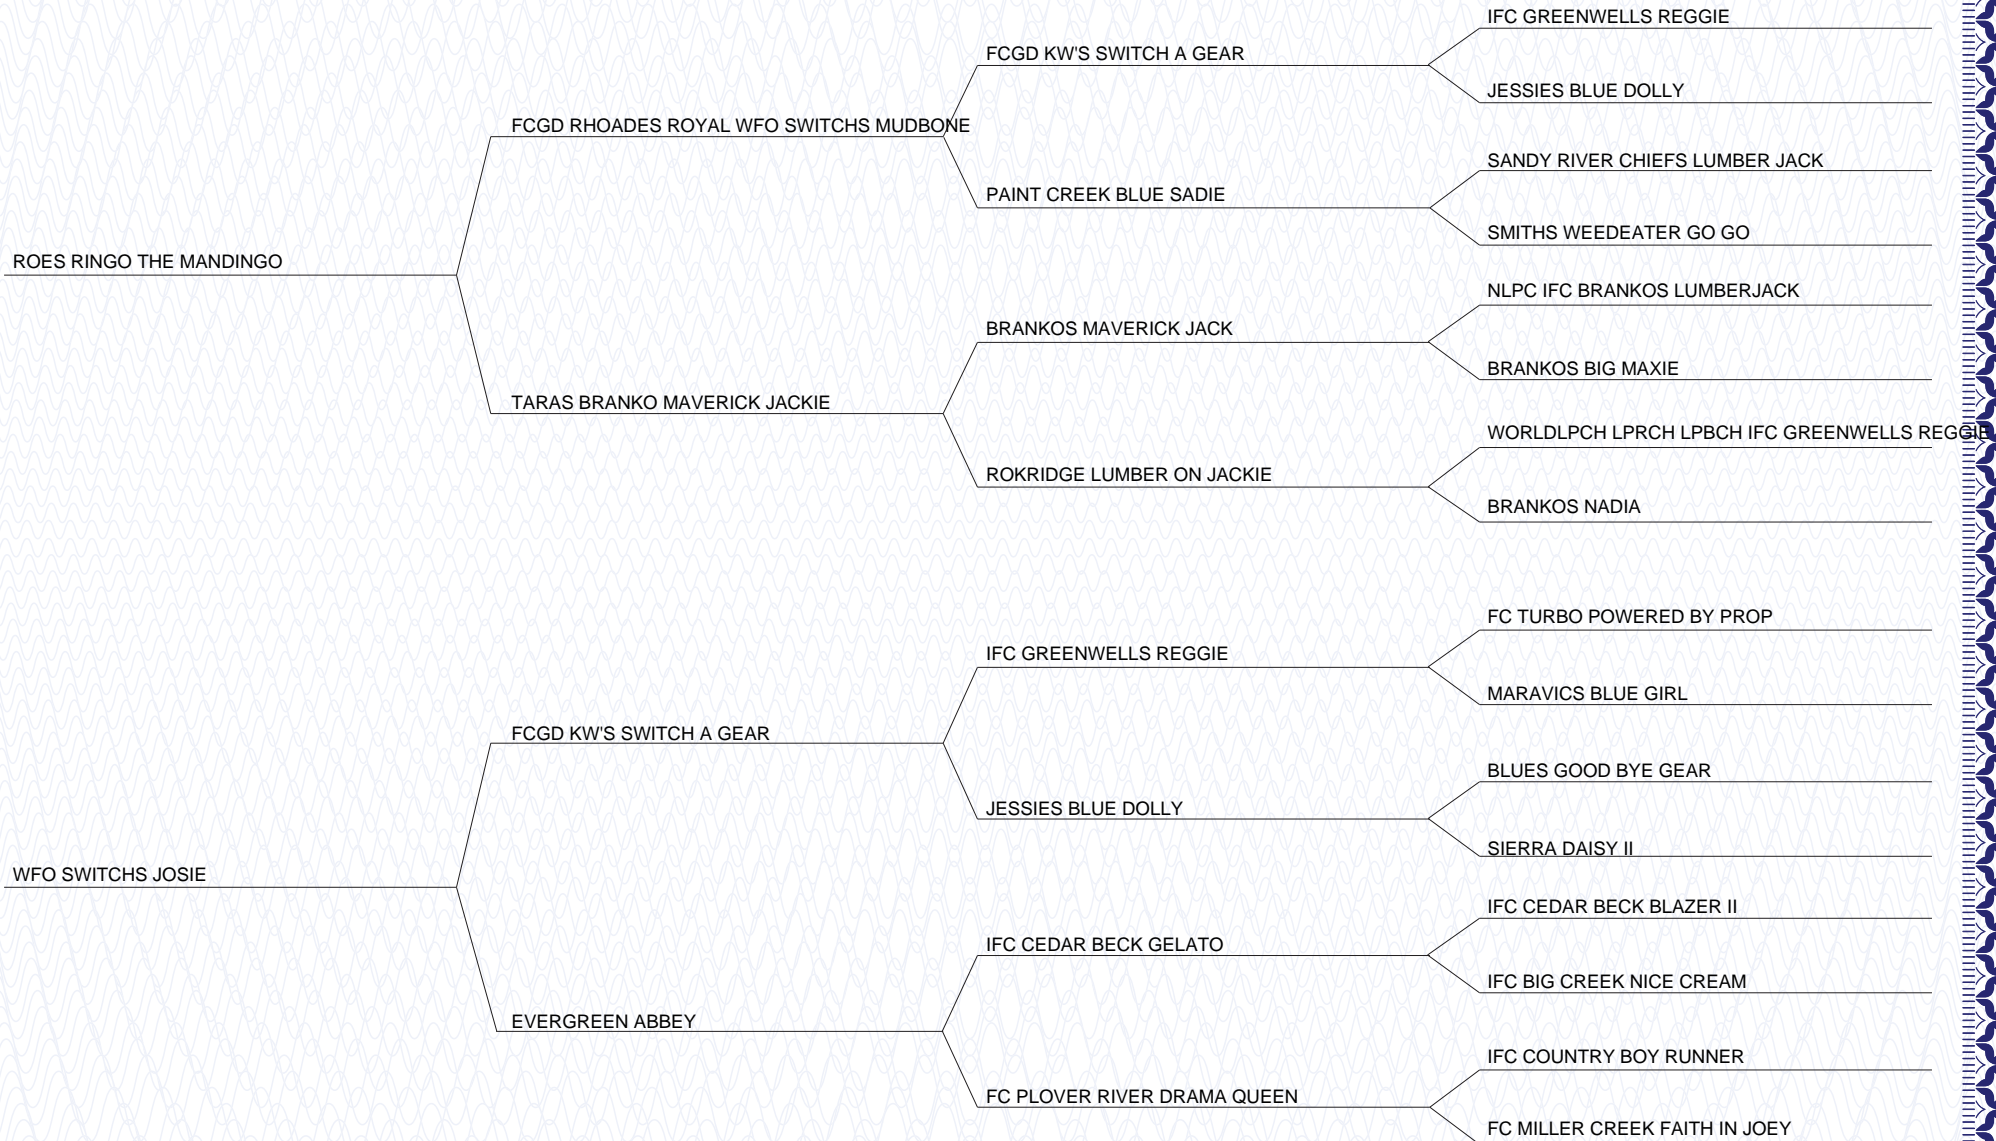 IFC GREENWELLS REGGIE
FCGD KW'S SWITCH A GEAR
JESSIES BLUE DOLLY
FCGD RHOADES ROYAL WFO SWITCHS MUDBONE
SANDY RIVER CHIEFS LUMBER JACK
PAINT CREEK BLUE SADIE
SMITHS WEEDEATER GO GO
ROES RINGO THE MANDINGO
NLPC IFC BRANKOS LUMBERJACK
BRANKOS MAVERICK JACK
BRANKOS BIG MAXIE
TARAS BRANKO MAVERICK JACKIE
WORLDLPCH LPRCH LPBCH IFC GREENWELLS REGGIE
ROKRIDGE LUMBER ON JACKIE
BRANKOS NADIA
FC TURBO POWERED BY PROP
IFC GREENWELLS REGGIE
MARAVICS BLUE GIRL
FCGD KW'S SWITCH A GEAR
BLUES GOOD BYE GEAR
JESSIES BLUE DOLLY
SIERRA DAISY II
WFO SWITCHS JOSIE
IFC CEDAR BECK BLAZER II
IFC CEDAR BECK GELATO
IFC BIG CREEK NICE CREAM
EVERGREEN ABBEY
IFC COUNTRY BOY RUNNER
FC PLOVER RIVER DRAMA QUEEN
FC MILLER CREEK FAITH IN JOEY